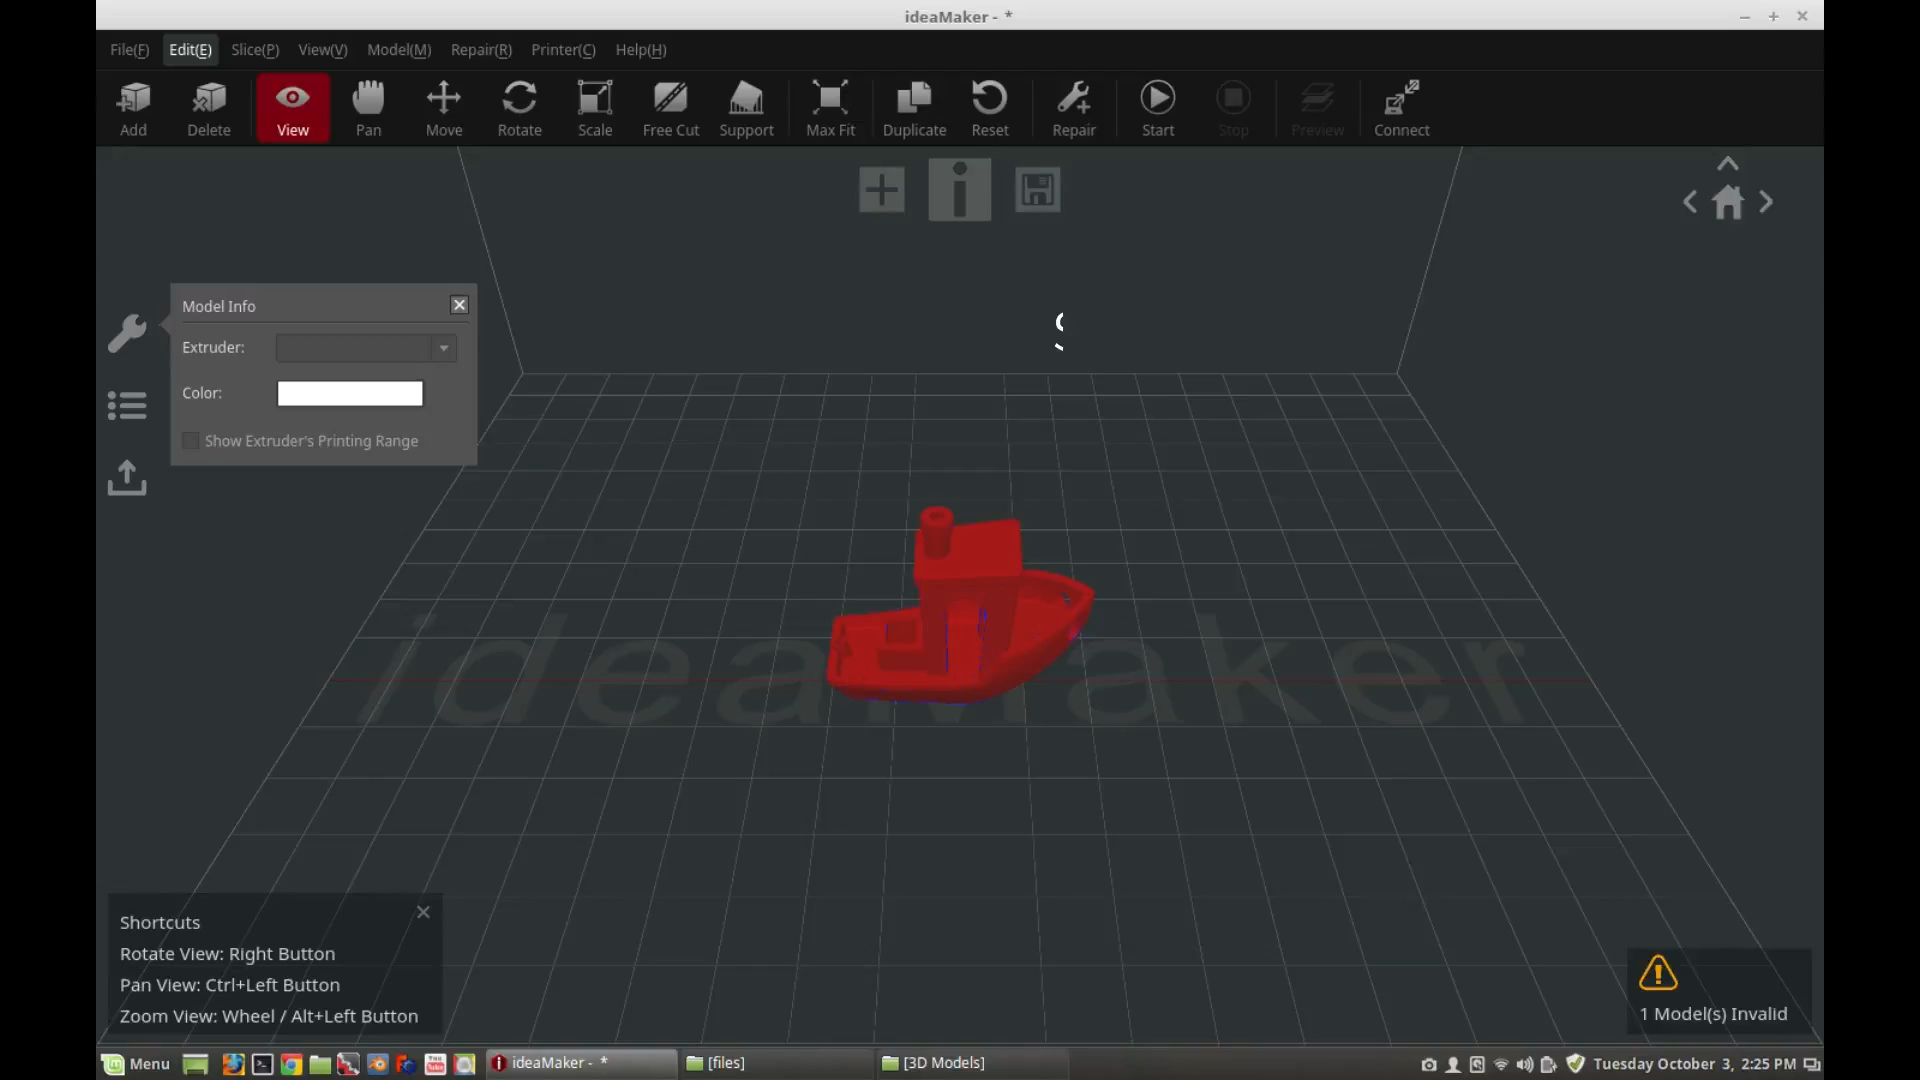 ideaMaker - *
File(F) Edit(E) Slice(P) View(V) Model(M) Repair(R) Printer(C) Help(H)
Add Delete View Pan Move Rotate Scale Free Cut Support Max Fit Duplicate Reset Repair Start Stop Preview Connect
Model Info
Extruder:
Color:
Show Extruder's Printing Range
ideaMaker
Shortcuts
Rotate View: Right Button
Pan View: Ctrl+Left Button
Zoom View: Wheel / Alt+Left Button
1 Model(s) Invalid
Menu ideaMaker - * [files] [3D Models] Tuesday October 3, 2:25 PM